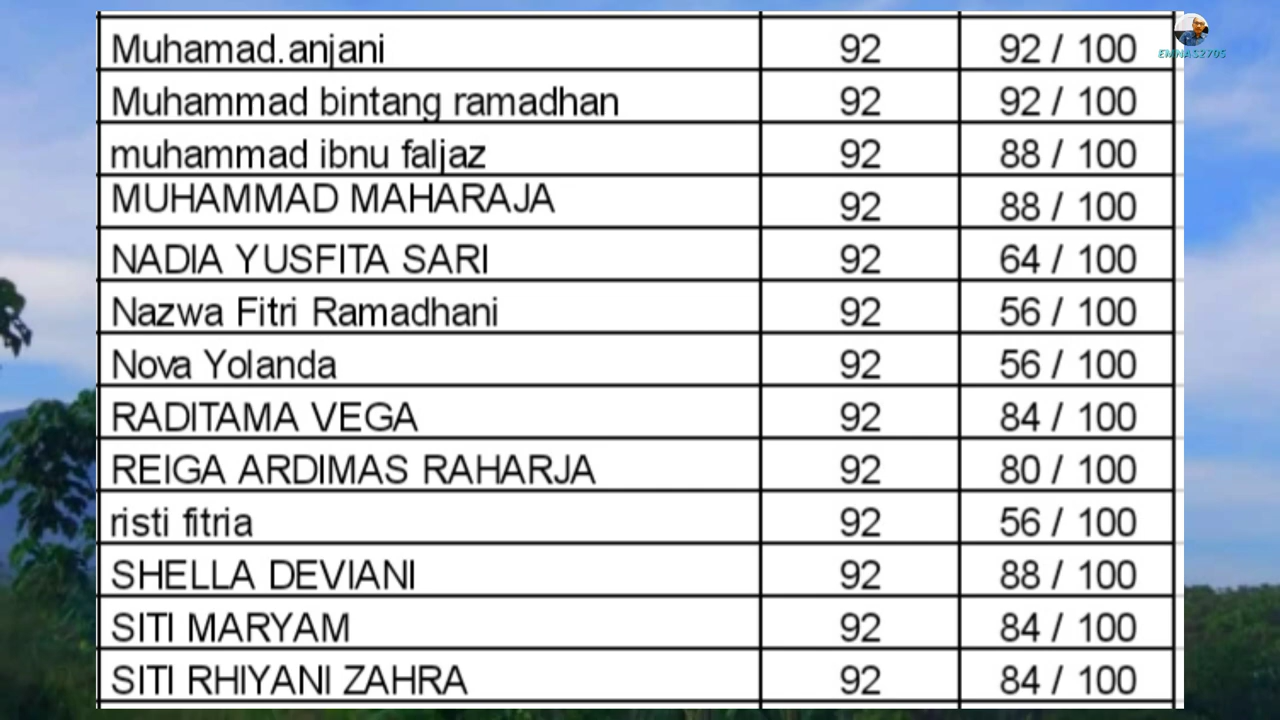 Muhamad.anjani 92 92 / 100
EMNAS2705
Muhammad bintang ramadhan 92 92 / 100
muhammad ibnu faljaz 92 88 / 100
MUHAMMAD MAHARAJA 92 88 / 100
NADIA YUSFITA SARI 92 64 / 100
Nazwa Fitri Ramadhani 92 56 / 100
Nova Yolanda 92 56 / 100
RADITAMA VEGA 92 84 / 100
REIGA ARDIMAS RAHARJA 92 80 / 100
risti fitria 92 56 / 100
SHELLA DEVIANI 92 88 / 100
SITI MARYAM 92 84 / 100
SITI RHIYANI ZAHRA 92 84 / 100